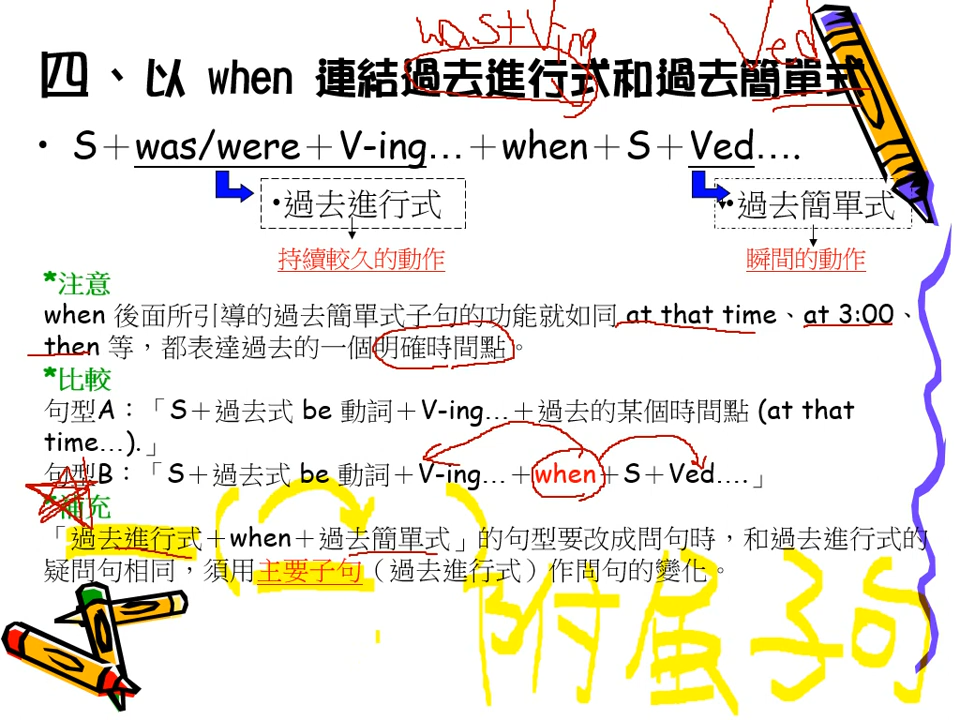 was+Ving Ved
四、以 when 連結過去進行式和過去簡單式
• S＋was/were＋V-ing…＋when＋S＋Ved….
•過去進行式 •過去簡單式
持續較久的動作 瞬間的動作
*注意
when 後面所引導的過去簡單式子句的功能就如同 at that time、at 3:00、
then 等，都表達過去的一個明確時間點。
*比較
句型A：「S＋過去式 be 動詞＋V-ing…＋過去的某個時間點 (at that
time…).」
句型B：「S＋過去式 be 動詞＋V-ing…＋when＋S＋Ved….」
*補充
「過去進行式＋when＋過去簡單式」的句型要改成問句時，和過去進行式的
疑問句相同，須用主要子句（過去進行式）作問句的變化。
附屬子句